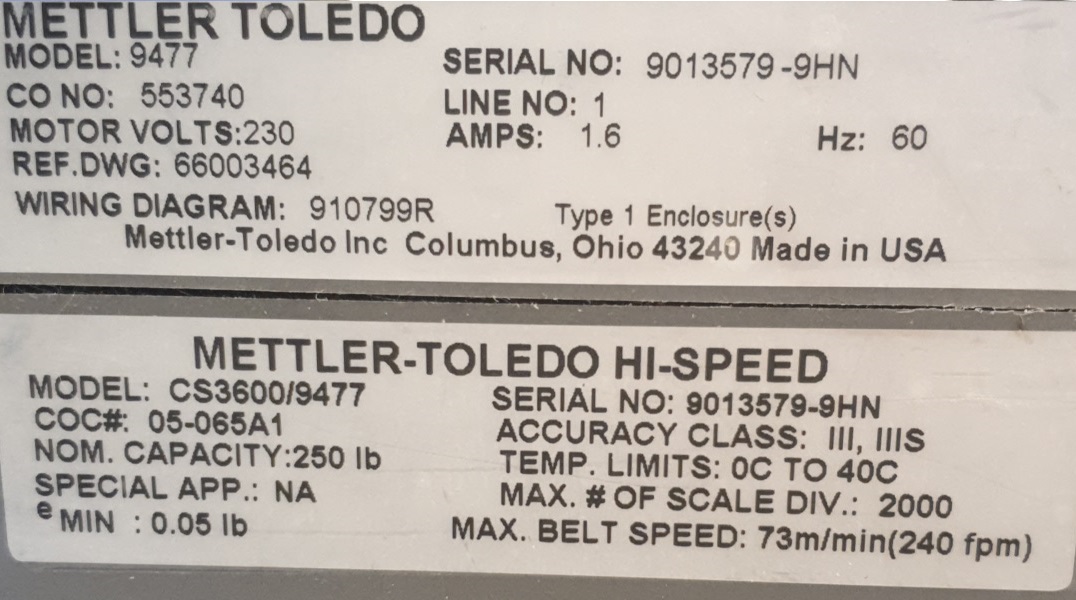 METTLER TOLEDO
MODEL: 9477 SERIAL NO: 9013579-9HN
CO NO: 553740 LINE NO: 1
MOTOR VOLTS:230 AMPS: 1.6 Hz: 60
REF.DWG: 66003464
WIRING DIAGRAM: 910799R Type 1 Enclosure(s)
Mettler-Toledo Inc Columbus, Ohio 43240 Made in USA
METTLER-TOLEDO HI-SPEED
MODEL: CS3600/9477 SERIAL NO: 9013579-9HN
COC#: 05-065A1 ACCURACY CLASS: III, IIIS
NOM. CAPACITY:250 lb TEMP. LIMITS: 0C TO 40C
SPECIAL APP.: NA MAX. # OF SCALE DIV.: 2000
e MIN : 0.05 lb MAX. BELT SPEED: 73m/min(240 fpm)